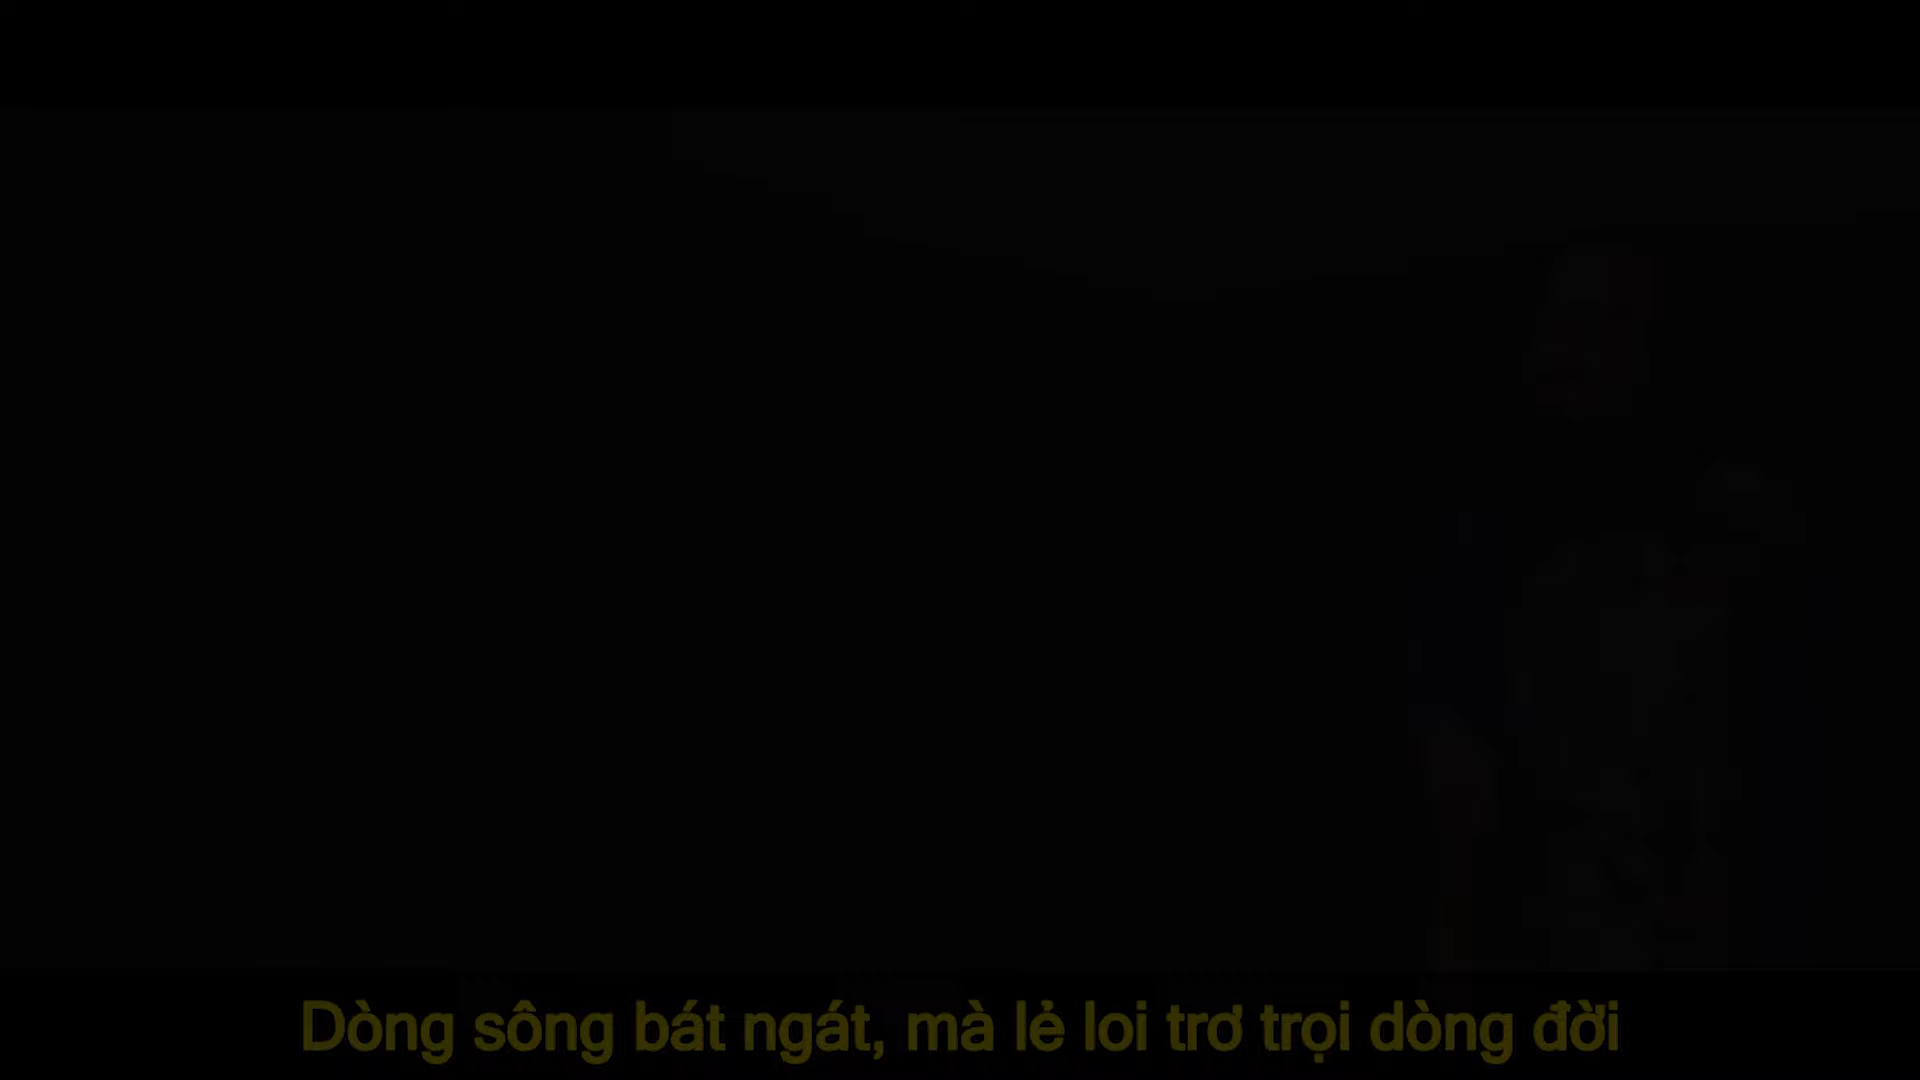 Dòng sông bát ngát, mà lẻ loi trơ trọi dòng đời